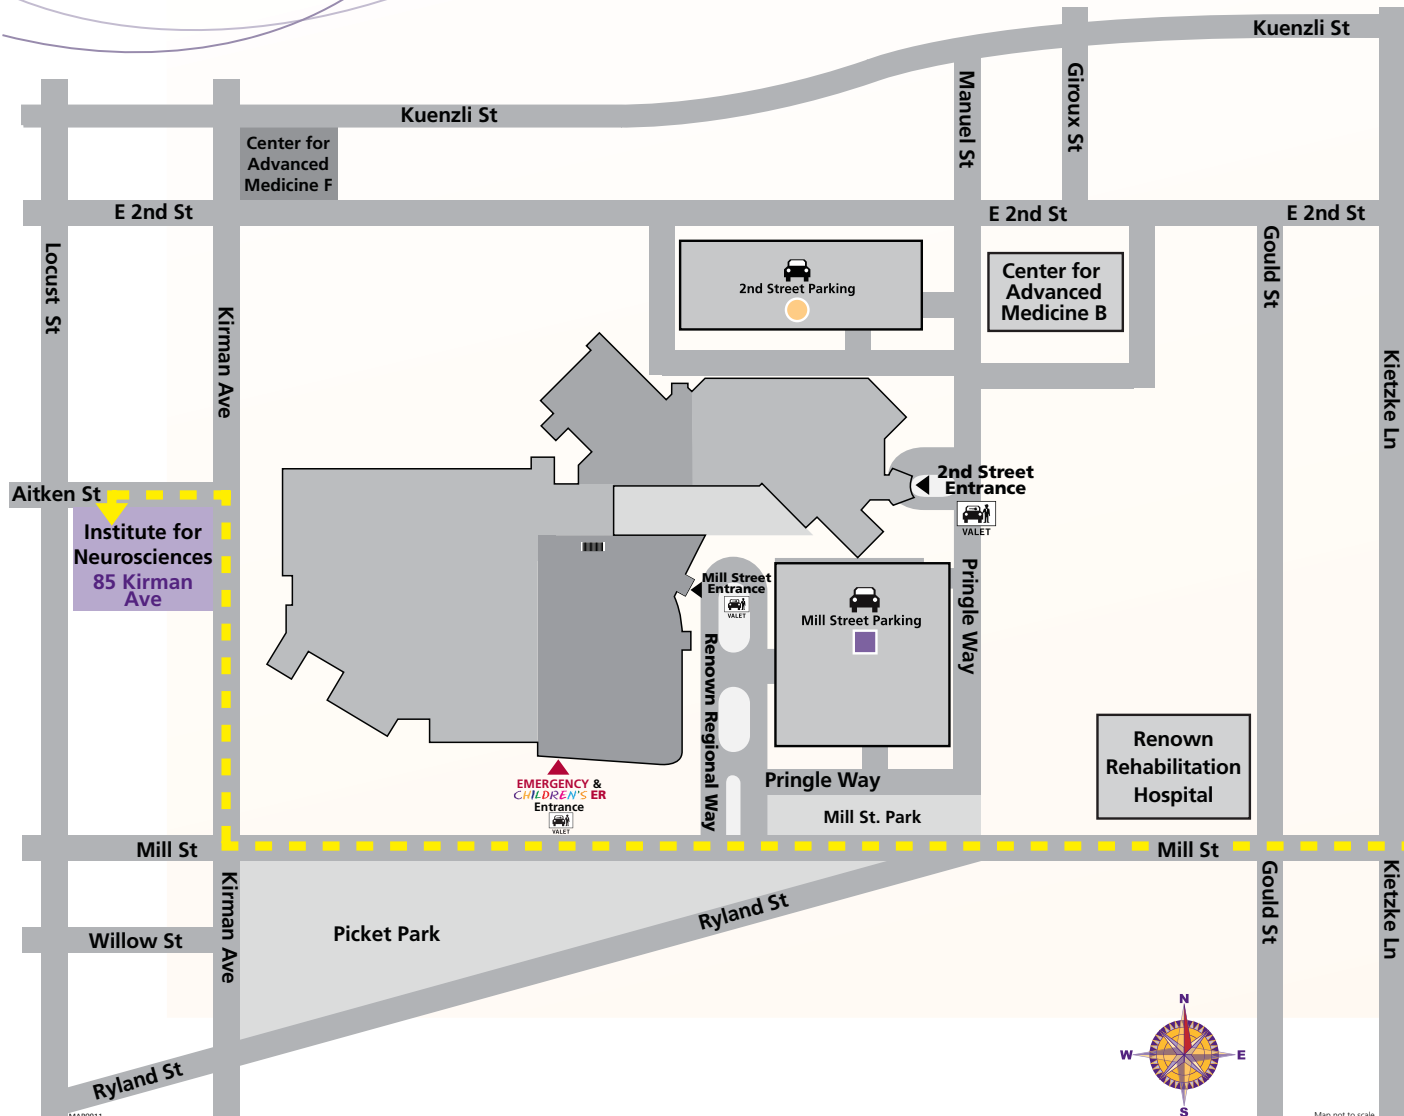 Kuenzli St
Kuenzli St
Manuel St
Giroux St
Center for
Advanced
Medicine F
E 2nd St
E 2nd St
E 2nd St
Locust St
Kirman Ave
2nd Street Parking
Center for
Advanced
Medicine B
Gould St
Kietzke Ln
Aitken St
2nd Street
Entrance
VALET
Institute for
Neurosciences
85 Kirman
Ave
Mill Street
Entrance
VALET
Mill Street Parking
Pringle Way
Renown Regional Way
Renown
Rehabilitation
Hospital
EMERGENCY &
CHILDREN'S ER
Entrance
VALET
Pringle Way
Mill St. Park
Mill St
Mill St
Kirman Ave
Gould St
Kietzke Ln
Willow St
Picket Park
Ryland St
Ryland St
N
W
E
S
Map not to scale